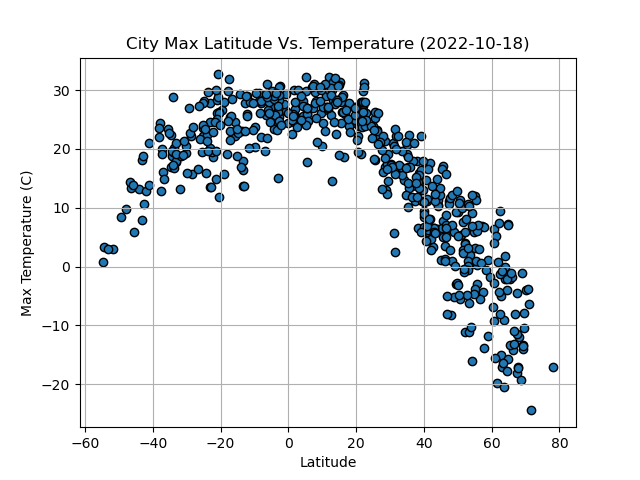 City Max Latitude Vs. Temperature (2022-10-18)
30
20
10
0
−10
−20
Max Temperature (C)
−60 −40 −20 0 20 40 60 80
Latitude